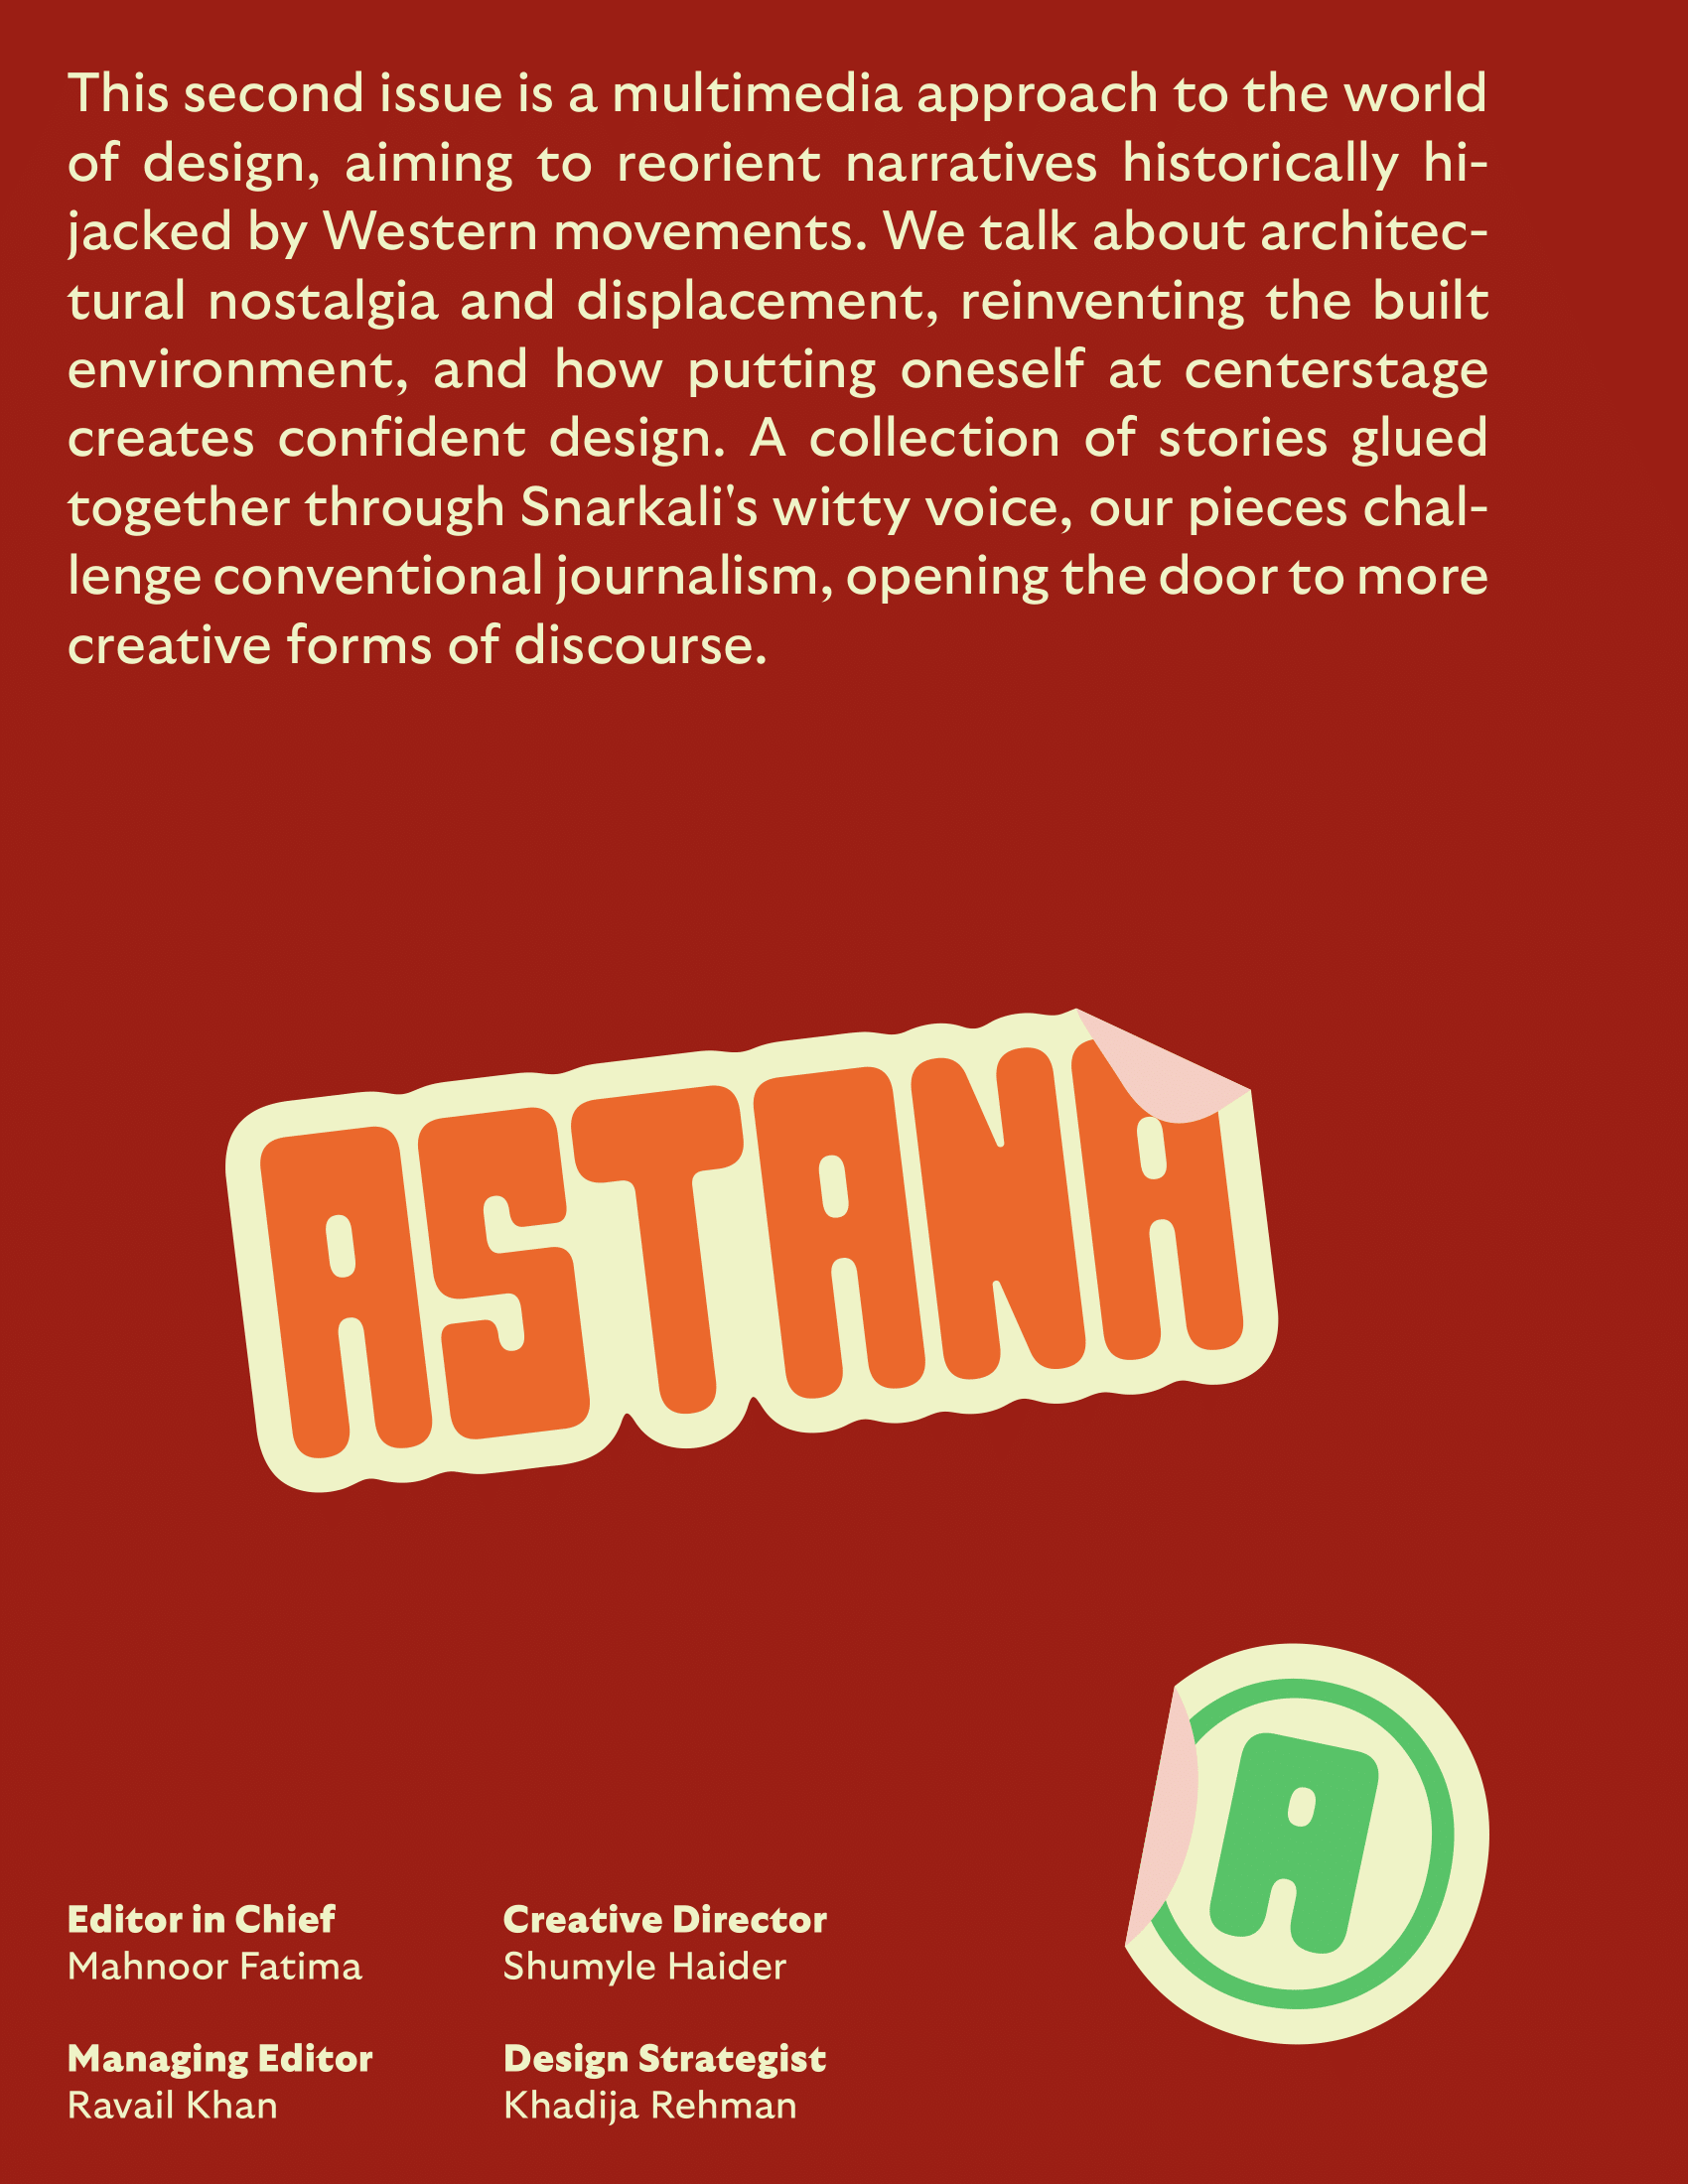 This second issue is a multimedia approach to the world
of design, aiming to reorient narratives historically hi-
jacked by Western movements. We talk about architec-
tural nostalgia and displacement, reinventing the built
environment, and how putting oneself at centerstage
creates confident design. A collection of stories glued
together through Snarkali's witty voice, our pieces chal-
lenge conventional journalism, opening the door to more
creative forms of discourse.
ASTANA
A
Editor in Chief
Mahnoor Fatima
Creative Director
Shumyle Haider
Managing Editor
Ravail Khan
Design Strategist
Khadija Rehman